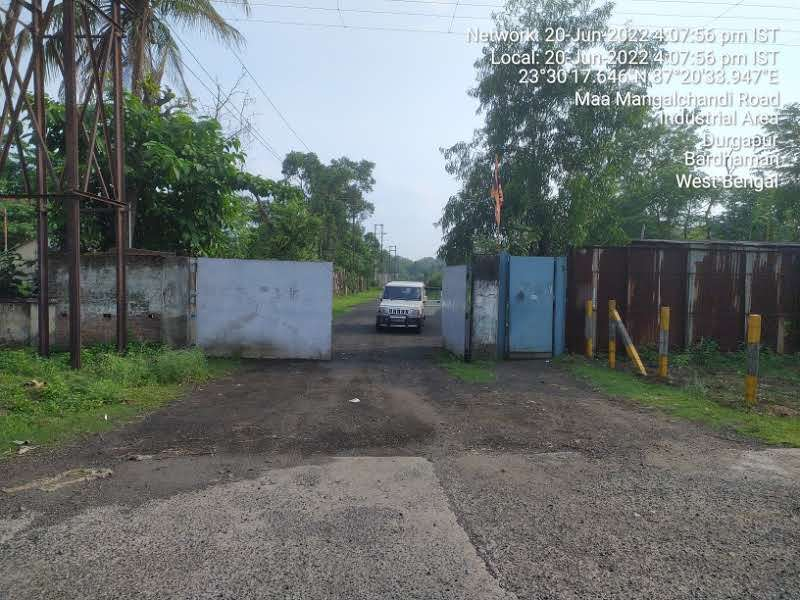 Network: 20-Jun-2022 4:07:56 pm IST
Local: 20-Jun-2022 4:07:56 pm IST
23°30'17.646"N 87°20'33.947"E
Maa Mangalchandi Road
Industrial Area
Durgapur
Bardhaman
West Bengal